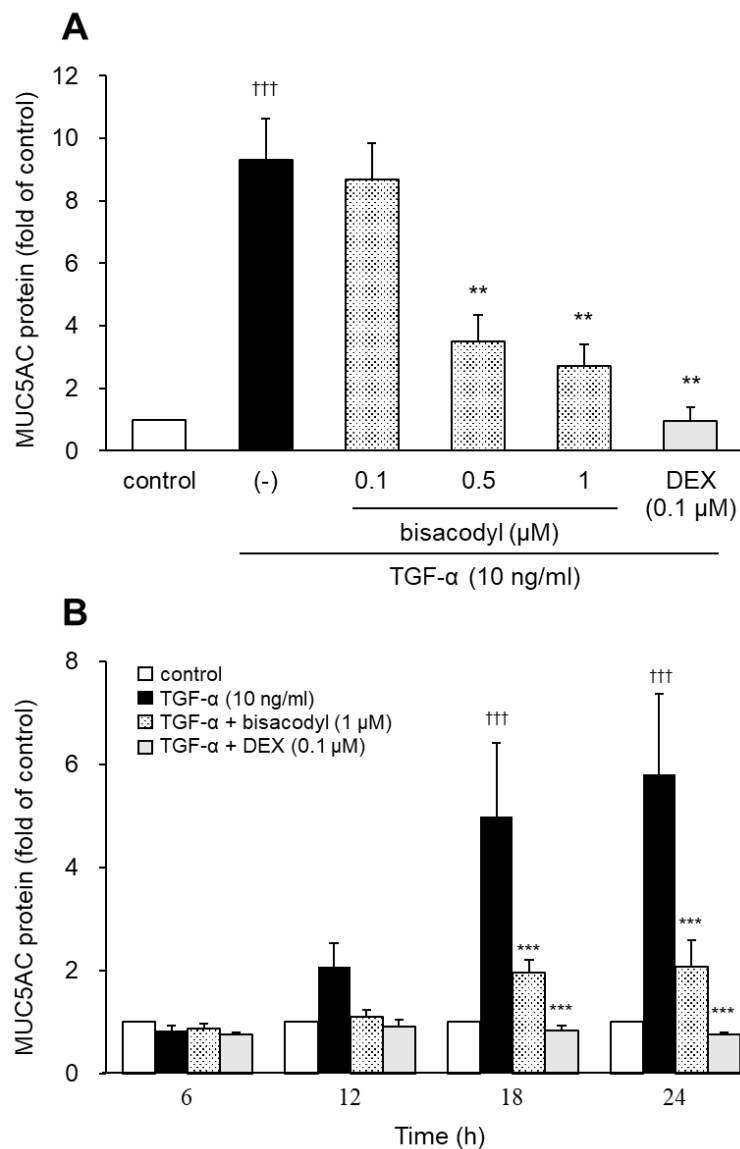 A
MUC5AC protein (fold of control)
12
10
8
6
4
2
0
†††
**
**
**
control
(-)
0.1
0.5
1
DEX
(0.1 µM)
bisacodyl (µM)
TGF-α (10 ng/ml)
B
MUC5AC protein (fold of control)
8
6
4
2
0
control
TGF-α (10 ng/ml)
TGF-α + bisacodyl (1 µM)
TGF-α + DEX (0.1 µM)
†††
***
***
†††
***
***
6
12
18
24
Time (h)